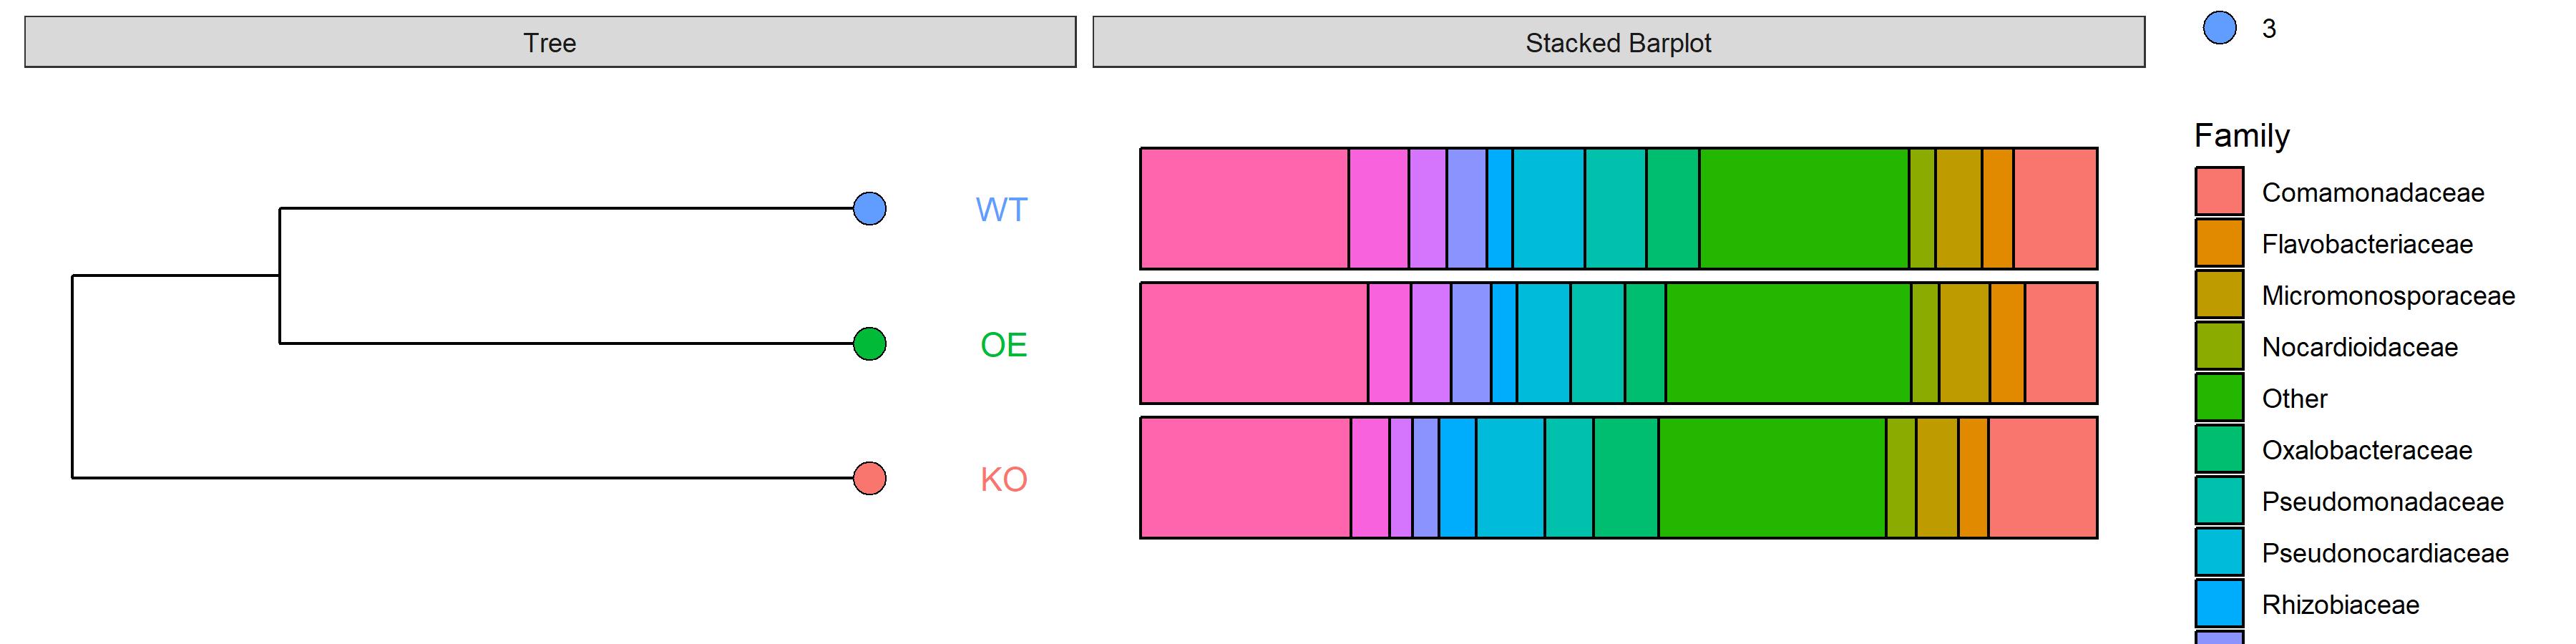 Tree
Stacked Barplot
3
WT
OE
KO
Family
Comamonadaceae
Flavobacteriaceae
Micromonosporaceae
Nocardioidaceae
Other
Oxalobacteraceae
Pseudomonadaceae
Pseudonocardiaceae
Rhizobiaceae